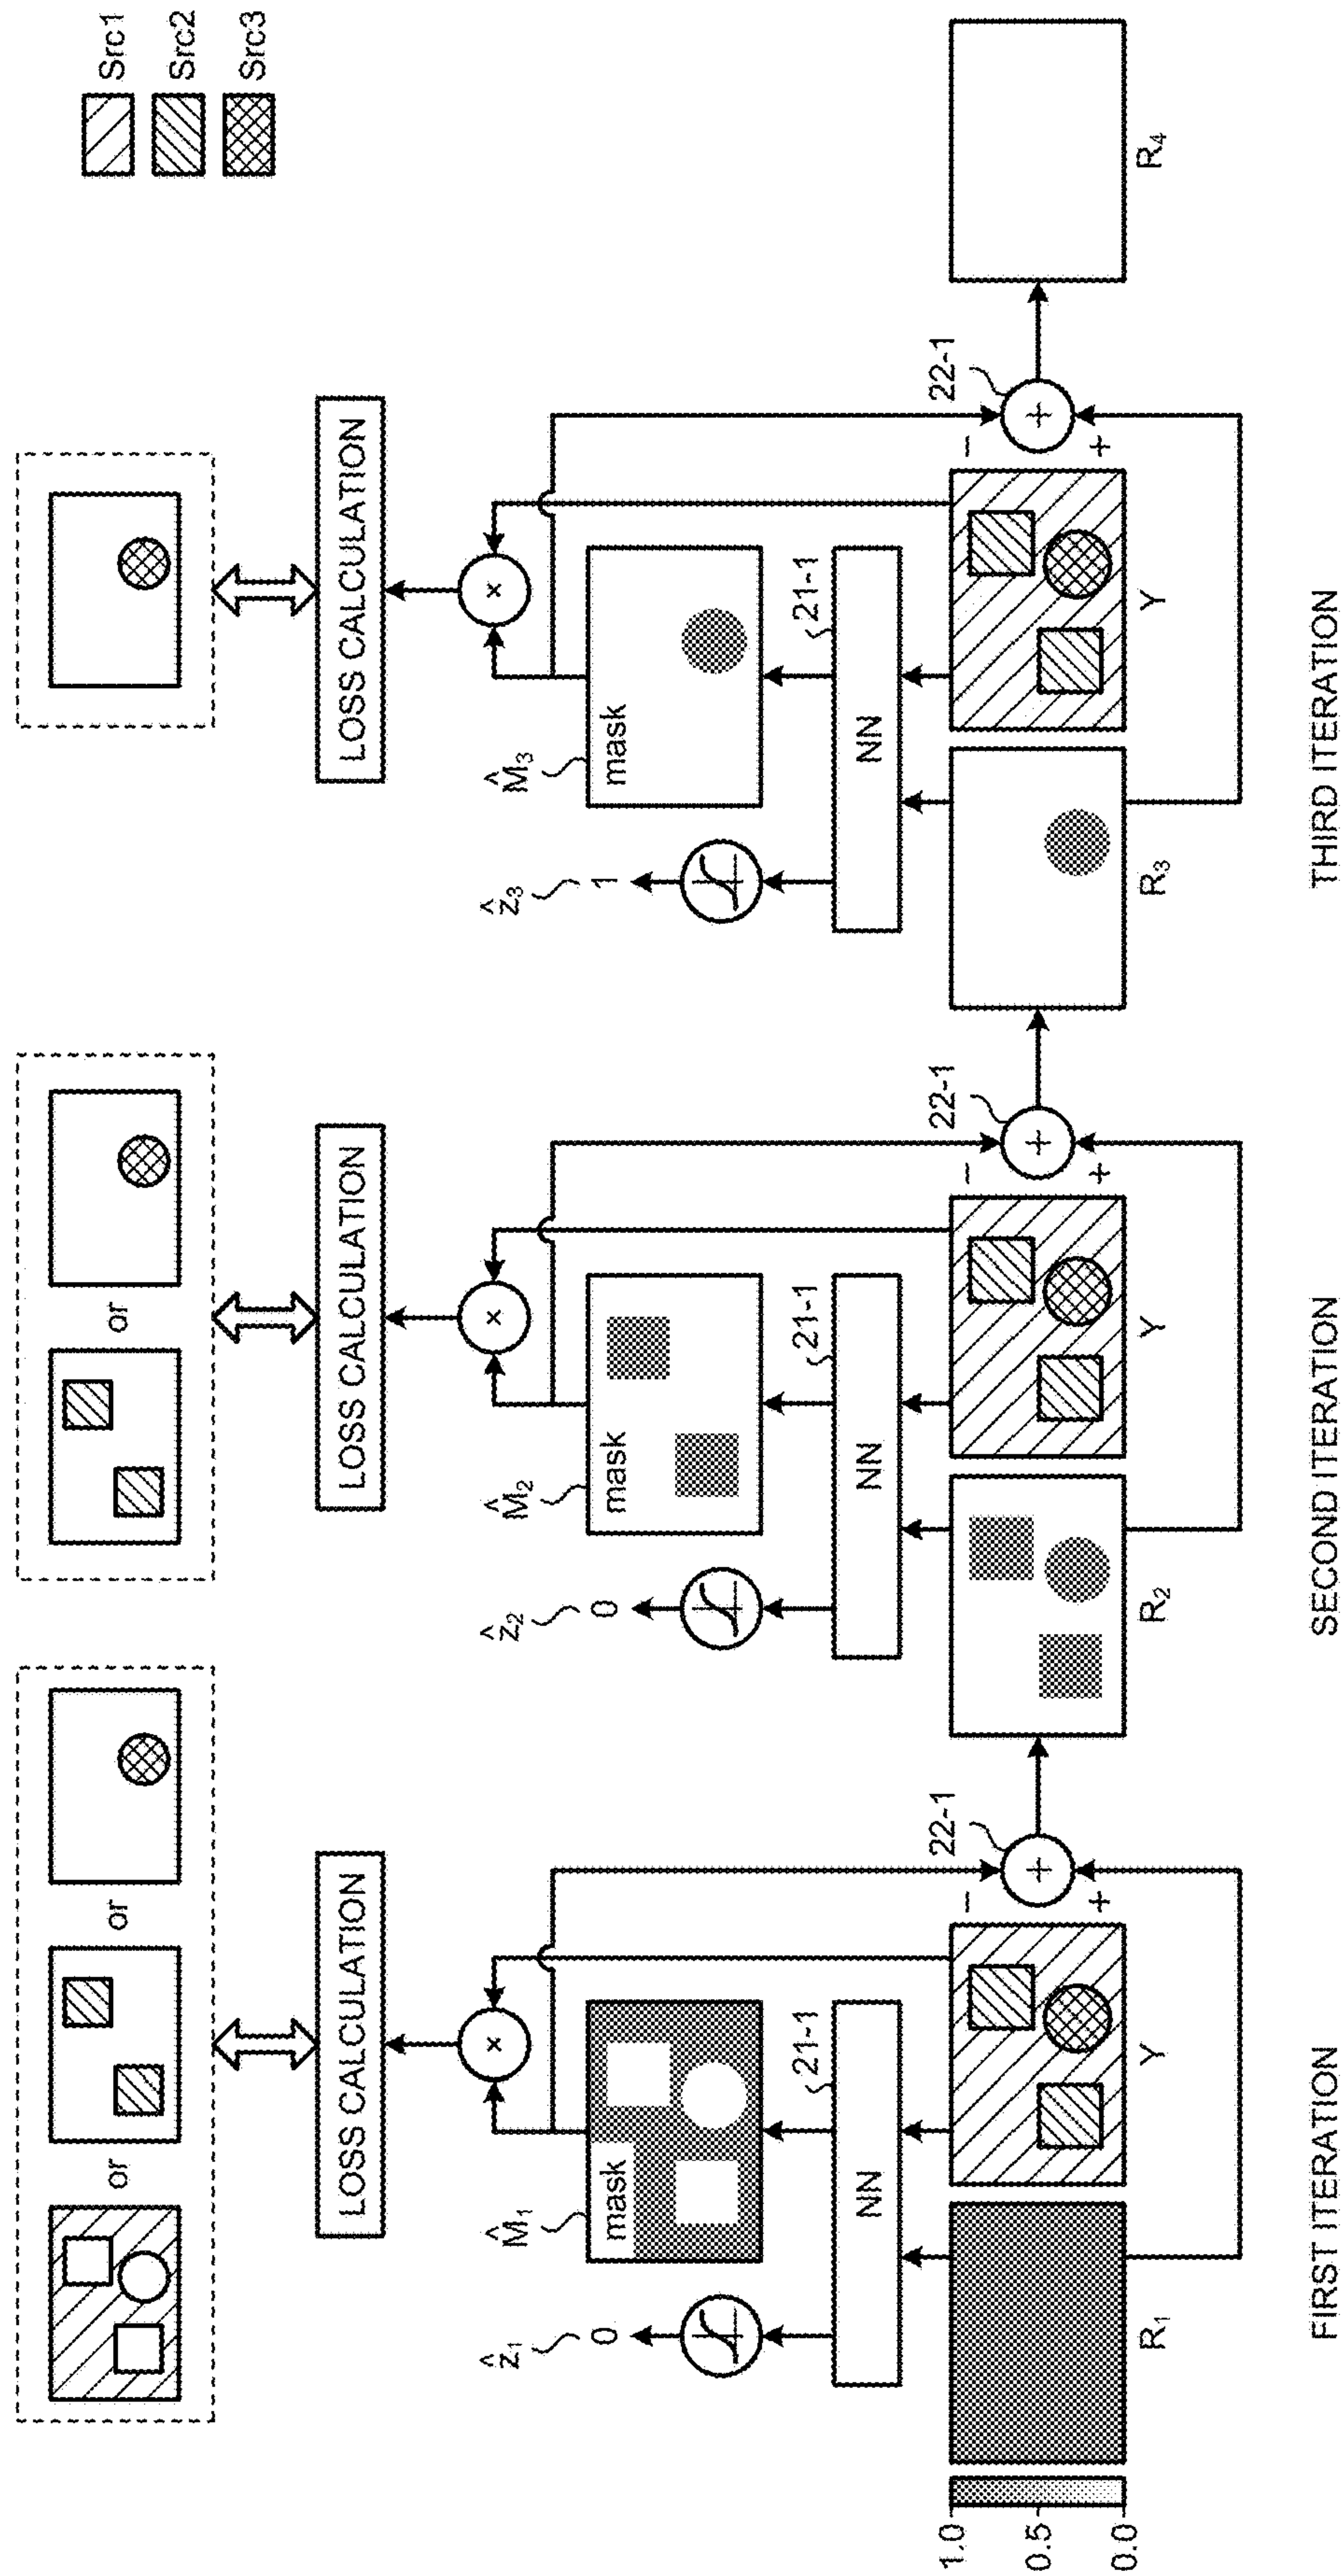 Src1
Src2
Src3
or
or
LOSS CALCULATION
×
M̂₁
mask
ẑ₁
0
21-1
NN
22-1
−
+
+
1.0
0.5
0.0
R₁
Y
FIRST ITERATION
or
LOSS CALCULATION
×
M̂₂
mask
ẑ₂
0
21-1
NN
22-1
−
+
+
R₂
Y
SECOND ITERATION
LOSS CALCULATION
×
M̂₃
mask
ẑ₃
1
21-1
NN
22-1
−
+
+
R₃
Y
R₄
THIRD ITERATION